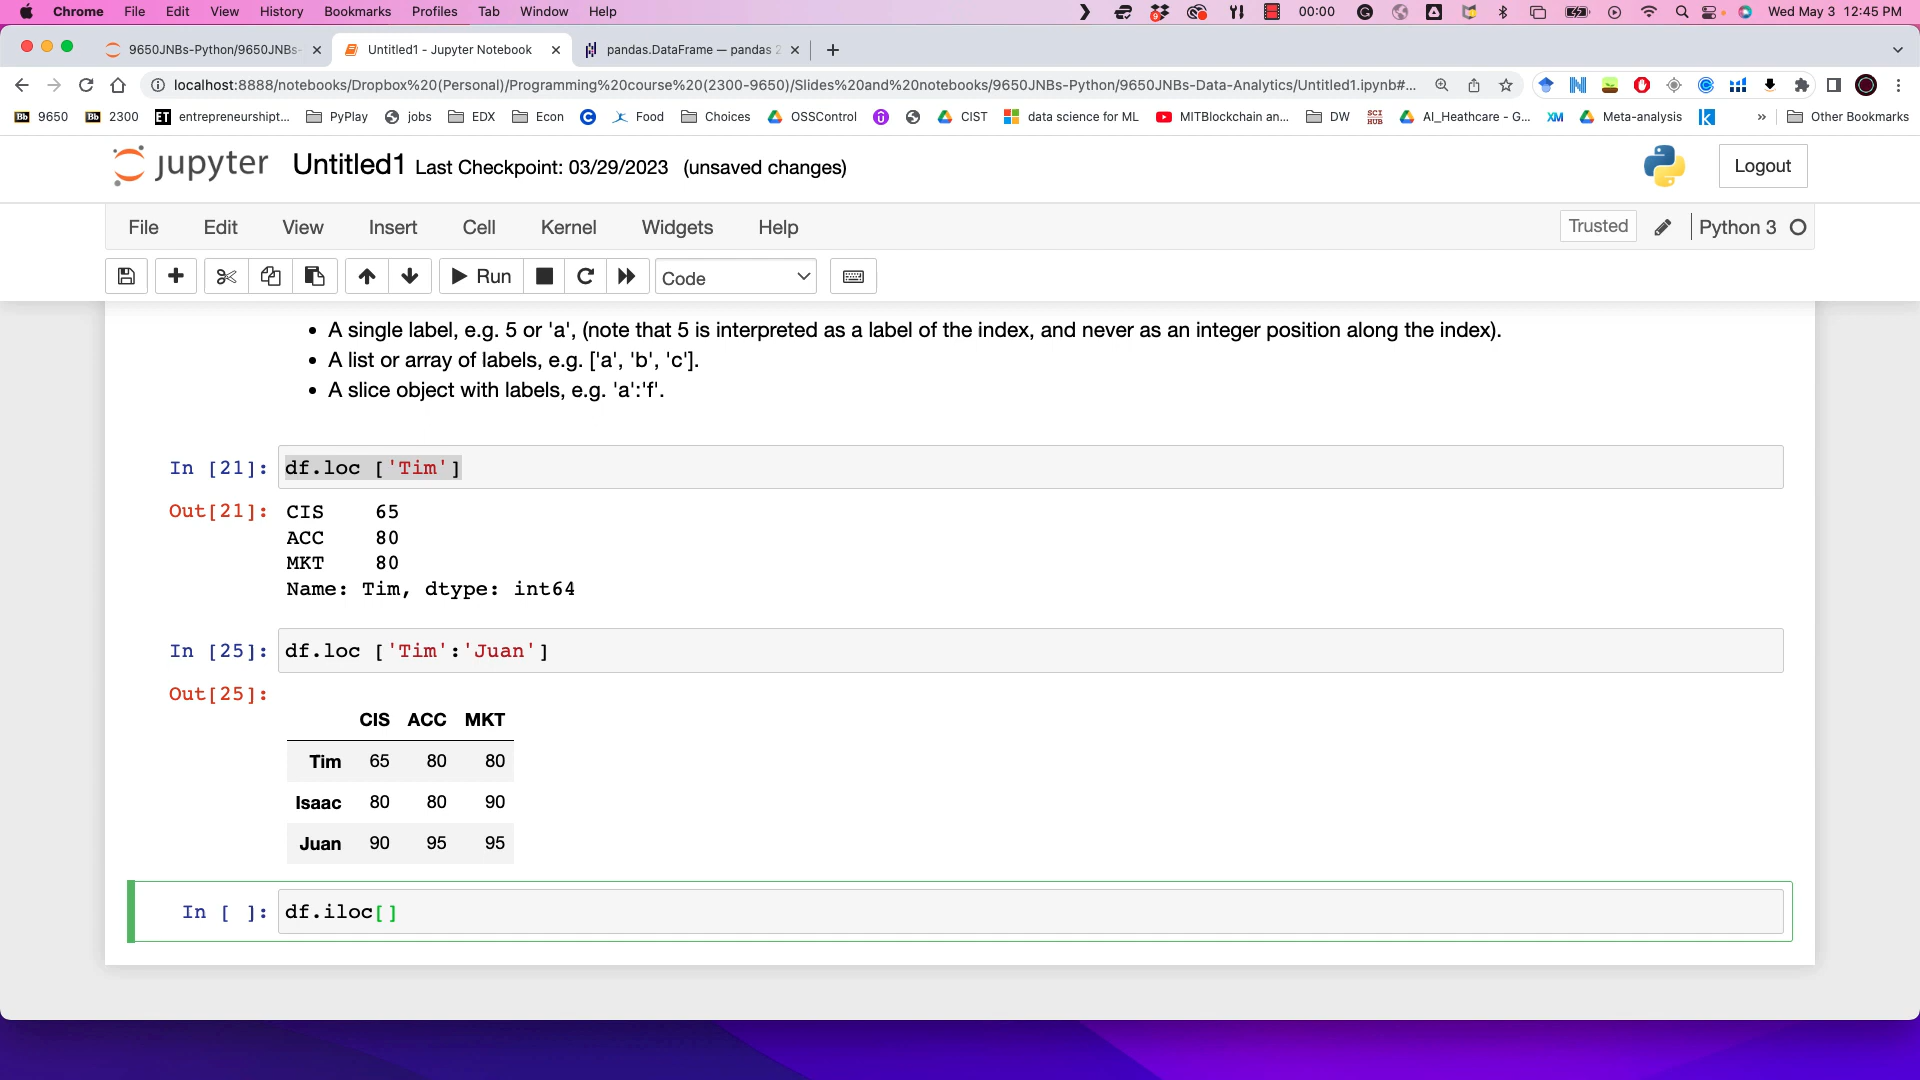 Chrome File Edit View History Bookmarks Profiles Tab Window Help 9 00:00 Wed May 3 12:45 PM
9650JNBs-Python/9650JNBs- Untitled1 - Jupyter Notebook pandas.DataFrame — pandas 2
localhost:8888/notebooks/Dropbox%20(Personal)/Programming%20course%20(2300-9650)/Slides%20and%20notebooks/9650JNBs-Python/9650JNBs-Data-Analytics/Untitled1.ipynb#...
Bb 9650 Bb 2300 ET entrepreneurshipt... PyPlay jobs EDX Econ Food Choices OSSControl CIST data science for ML MITBlockchain an... DW SCI HUB AI_Heathcare - G... XM Meta-analysis » Other Bookmarks
jupyter Untitled1 Last Checkpoint: 03/29/2023 (unsaved changes) Logout
File Edit View Insert Cell Kernel Widgets Help Trusted Python 3
Run Code
• A single label, e.g. 5 or 'a', (note that 5 is interpreted as a label of the index, and never as an integer position along the index).
• A list or array of labels, e.g. ['a', 'b', 'c'].
• A slice object with labels, e.g. 'a':'f'.
In [21]: df.loc ['Tim']
Out[21]: CIS 65
ACC 80
MKT 80
Name: Tim, dtype: int64
In [25]: df.loc ['Tim':'Juan']
Out[25]:
CIS ACC MKT
Tim 65 80 80
Isaac 80 80 90
Juan 90 95 95
In [ ]: df.iloc[]